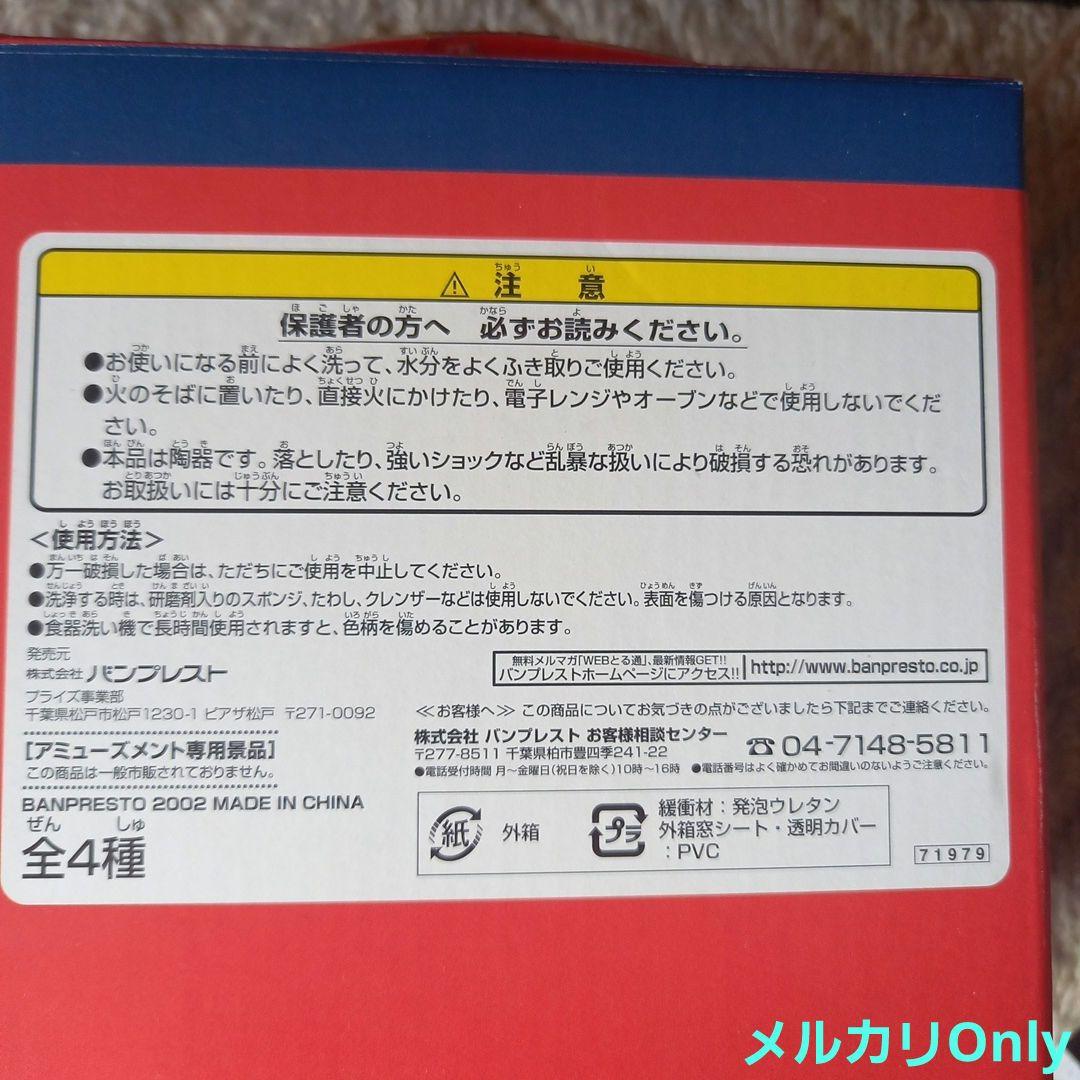 ⚠注 意
保護者の方へ 必ずお読みください。
●お使いになる前によく洗って、水分をよくふき取りご使用ください。
●火のそばに置いたり、直接火にかけたり、電子レンジやオーブンなどで使用しないでくだ
さい。
●本品は陶器です。落としたり、強いショックなど乱暴な扱いにより破損する恐れがあります。
お取扱いには十分にご注意ください。
＜使用方法＞
●万一破損した場合は、ただちにご使用を中止してください。
●洗浄する時は、研磨剤入りのスポンジ、たわし、クレンザーなどは使用しないでください。表面を傷つける原因となります。
●食器洗い機で長時間使用されますと、色柄を傷めることがあります。
発売元
株式会社 バンプレスト
プライズ事業部
千葉県松戸市松戸1230-1 ピアザ松戸 〒271-0092
無料メルマガ「WEBとる通」、最新情報GET!!
バンプレストホームページにアクセス!!
http://www.banpresto.co.jp
≪お客様へ≫ この商品についてお気づきの点がございましたら下記までご連絡ください。
株式会社 バンプレスト お客様相談センター
〒277-8511 千葉県柏市豊四季241-22
☎04-7148-5811
●電話受付時間 月〜金曜日(祝日を除く)10時〜16時 ●電話番号はよく確かめてお間違いのないようご注意ください。
[アミューズメント専用景品]
この商品は一般市販されておりません。
BANPRESTO 2002 MADE IN CHINA
ぜん しゅ
全4種
紙 外箱
プラ
緩衝材：発泡ウレタン
外箱窓シート・透明カバー
：PVC
71979
メルカリOnly